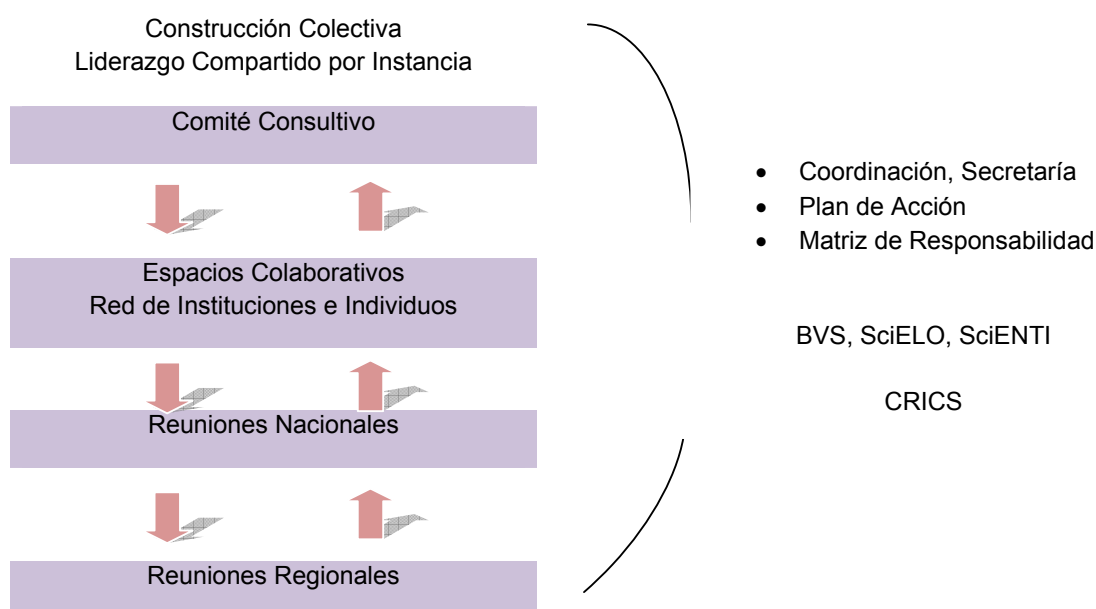 Construcción Colectiva
Liderazgo Compartido por Instancia
Comité Consultivo
Espacios Colaborativos
Red de Instituciones e Individuos
Reuniones Nacionales
Reuniones Regionales
• Coordinación, Secretaría
• Plan de Acción
• Matriz de Responsabilidad
BVS, SciELO, SciENTI
CRICS